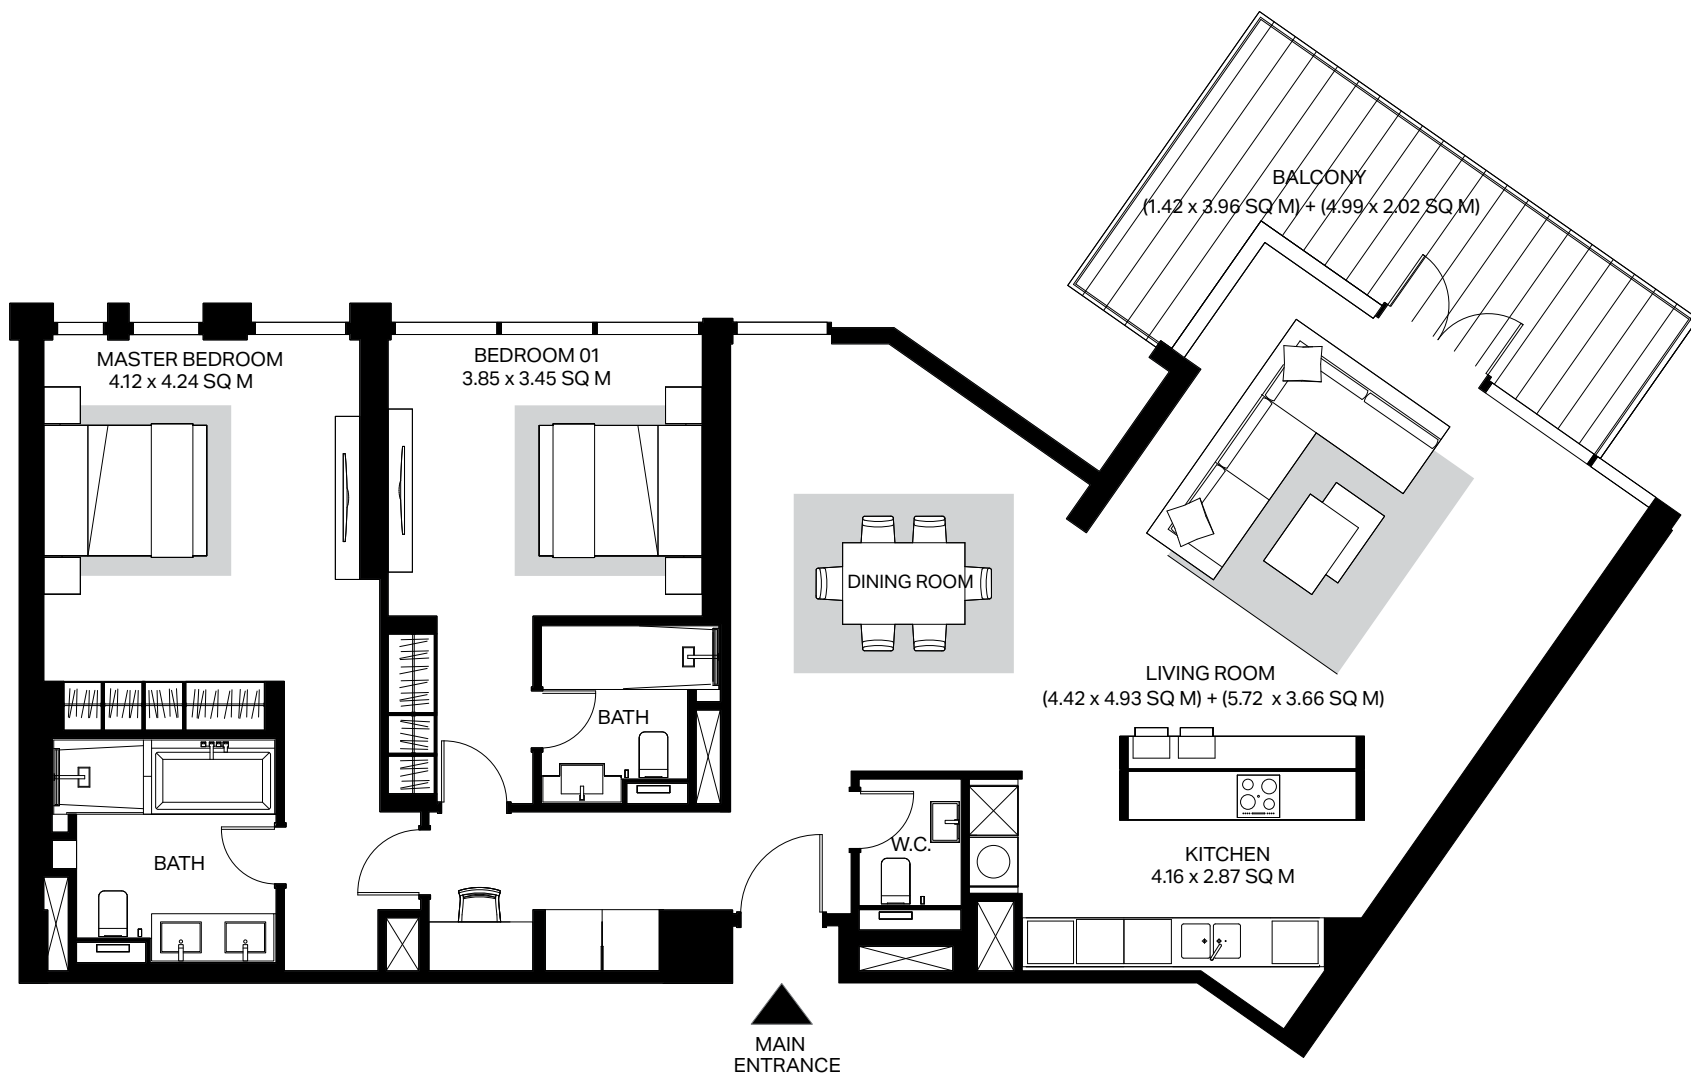 BALCONY
(1.42 x 3.96 SQ M) + (4.99 x 2.02 SQ M)
MASTER BEDROOM
4.12 x 4.24 SQ M
BEDROOM 01
3.85 x 3.45 SQ M
DINING ROOM
LIVING ROOM
(4.42 x 4.93 SQ M) + (5.72 x 3.66 SQ M)
BATH
W.C.
KITCHEN
4.16 x 2.87 SQ M
BATH
MAIN
ENTRANCE